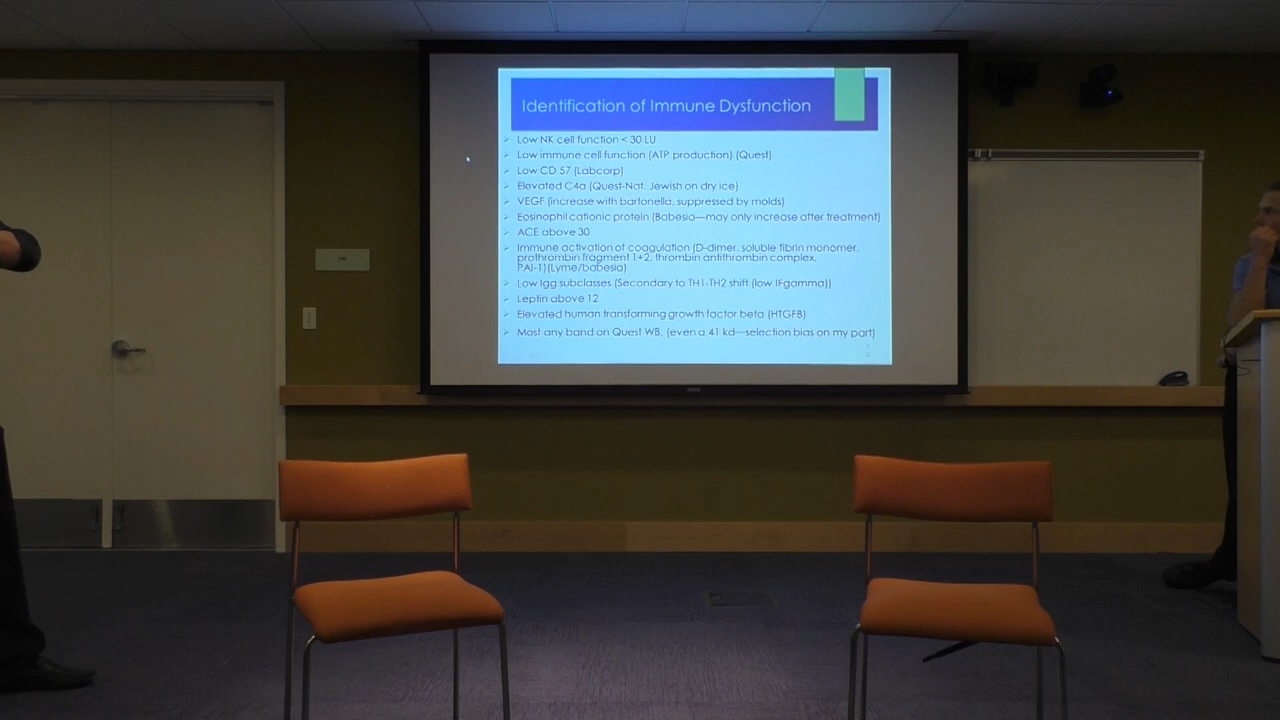 Identification of Immune Dysfunction
Low NK cell function < 30 LU
Low immune cell function (ATP production) (Quest)
Low CD 57 (Labcorp)
Elevated C4a (Quest-Nat. Jewish on dry ice)
VEGF (increase with bartonella, suppressed by molds)
Eosinophil cationic protein (Babesia—may only increase after treatment)
ACE above 30
Immune activation of coagulation (D-dimer, soluble fibrin monomer,
prothrombin fragment 1+2, thrombin antithrombin complex,
PAI-1)(Lyme/babesia)
Low Igg subclasses (Secondary to TH1-TH2 shift (low IFgamma))
Leptin above 12
Elevated human transforming growth factor beta (HTGFB)
Most any band on Quest WB, (even a 41 kd—selection bias on my part)